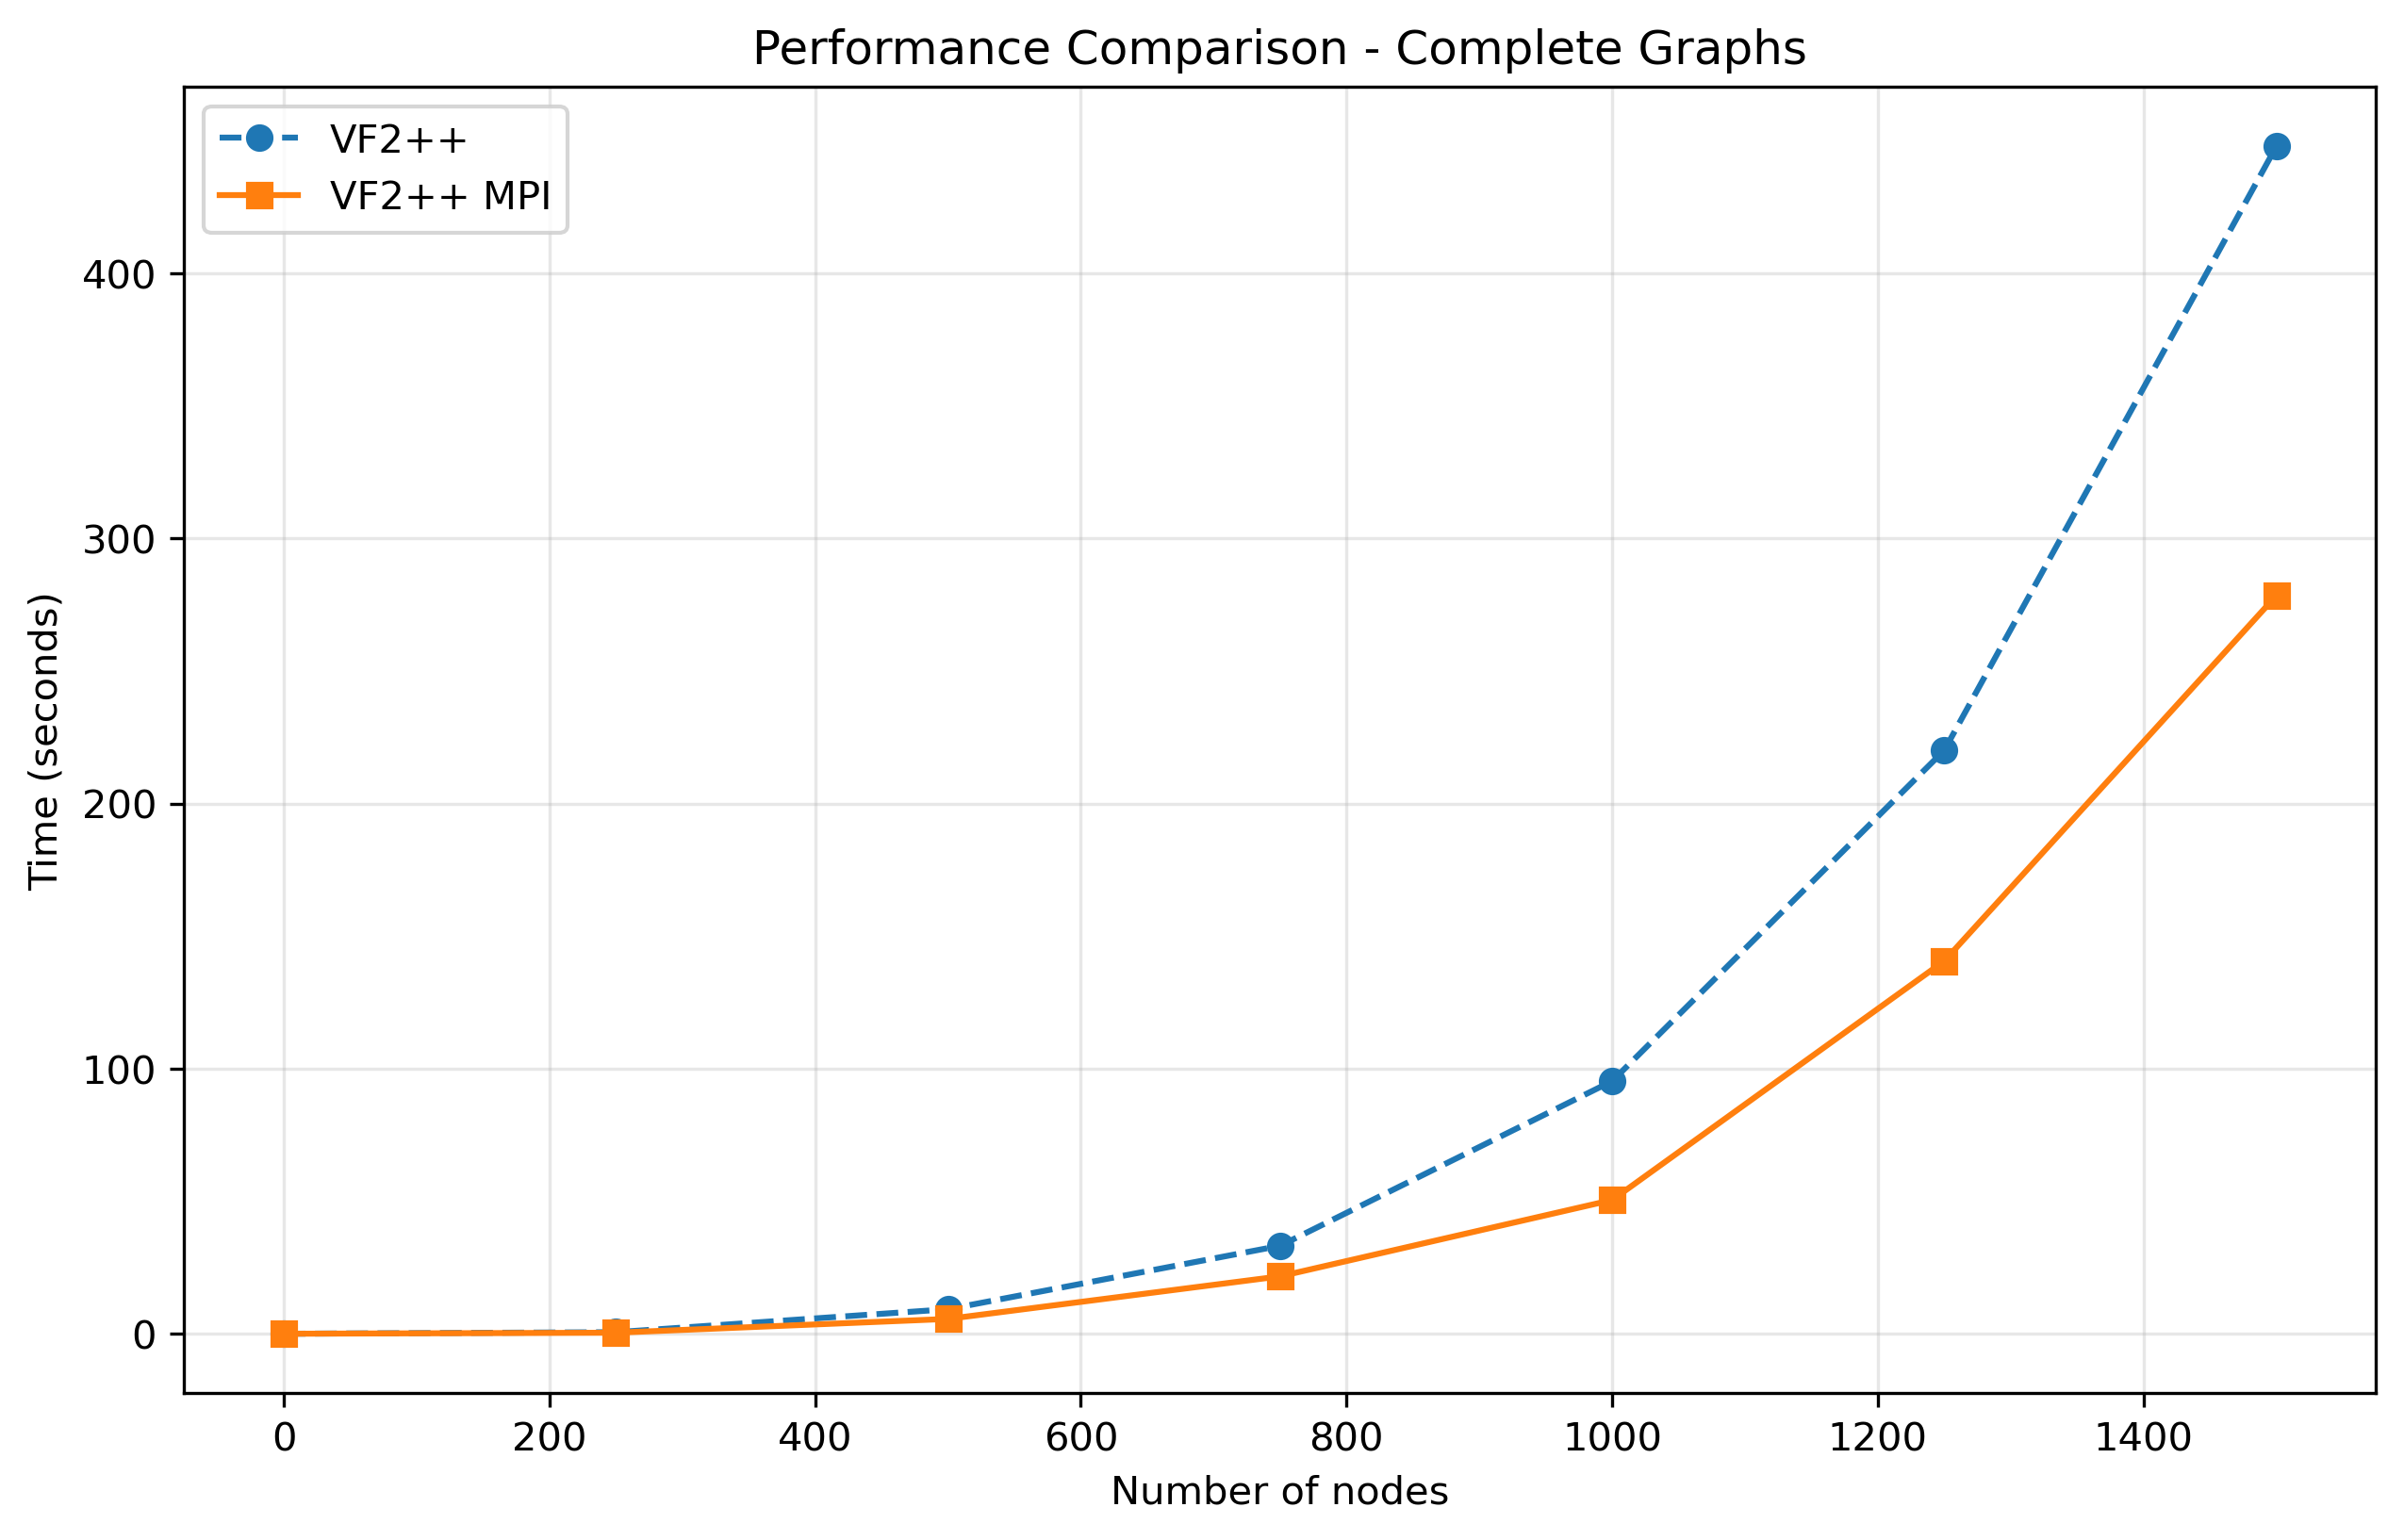 Performance Comparison - Complete Graphs
VF2++
VF2++ MPI
400
300
200
100
0
Time (seconds)
0 200 400 600 800 1000 1200 1400
Number of nodes